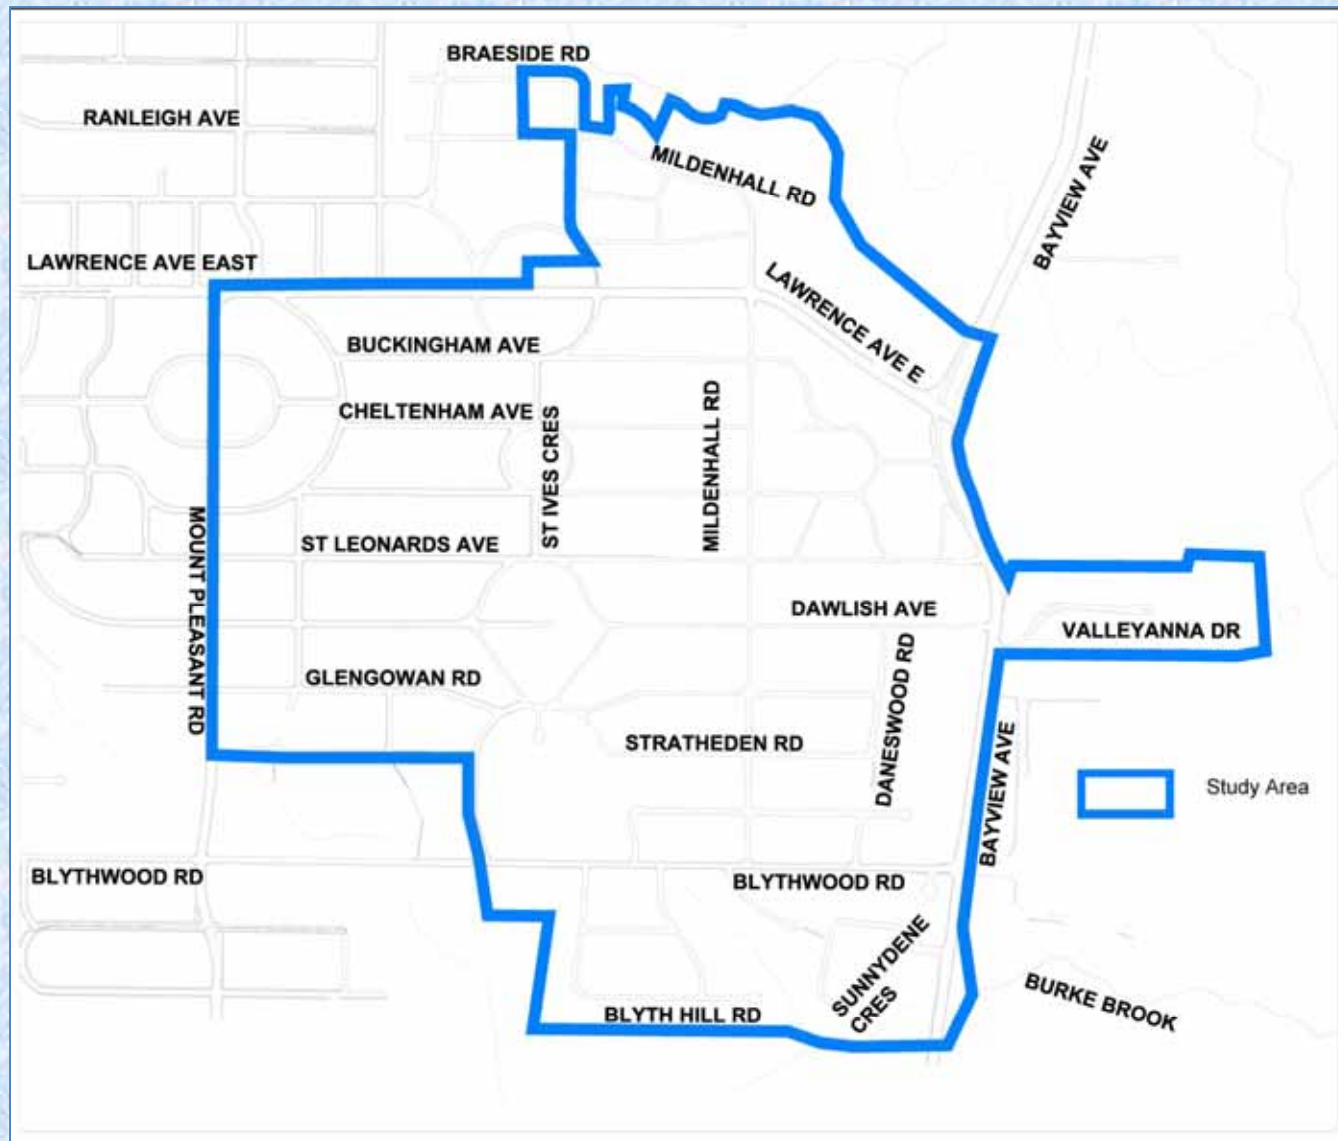 BRAESIDE RD
RANLEIGH AVE
MILDENHALL RD
BAYVIEW AVE
LAWRENCE AVE EAST
LAWRENCE AVE E
BUCKINGHAM AVE
CHELTENHAM AVE
ST IVES CRES
MILDENHALL RD
MOUNT PLEASANT RD
ST LEONARDS AVE
DAWLISH AVE
VALLEYANNA DR
GLENGOWAN RD
DANESWOOD RD
STRATHEDEN RD
BAYVIEW AVE
Study Area
BLYTHWOOD RD
BLYTHWOOD RD
SUNNYDENE
CRES
BURKE BROOK
BLYTH HILL RD